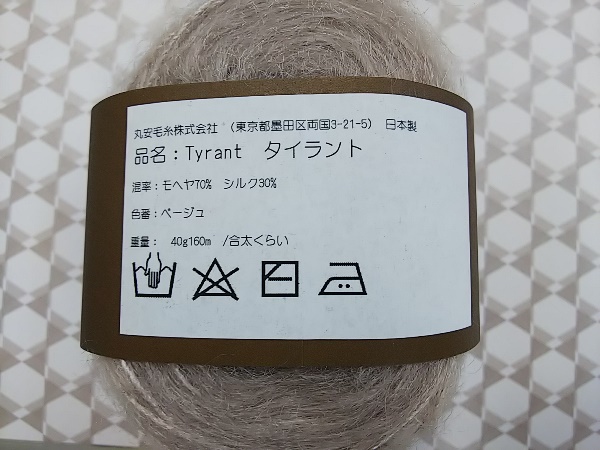 丸安毛糸株式会社 (東京都墨田区両国3-21-5) 日本製
品名：Tyrant タイラント
混率：モヘヤ70% シルク30%
色番：ベージュ
重量： 40g160m /合太くらい